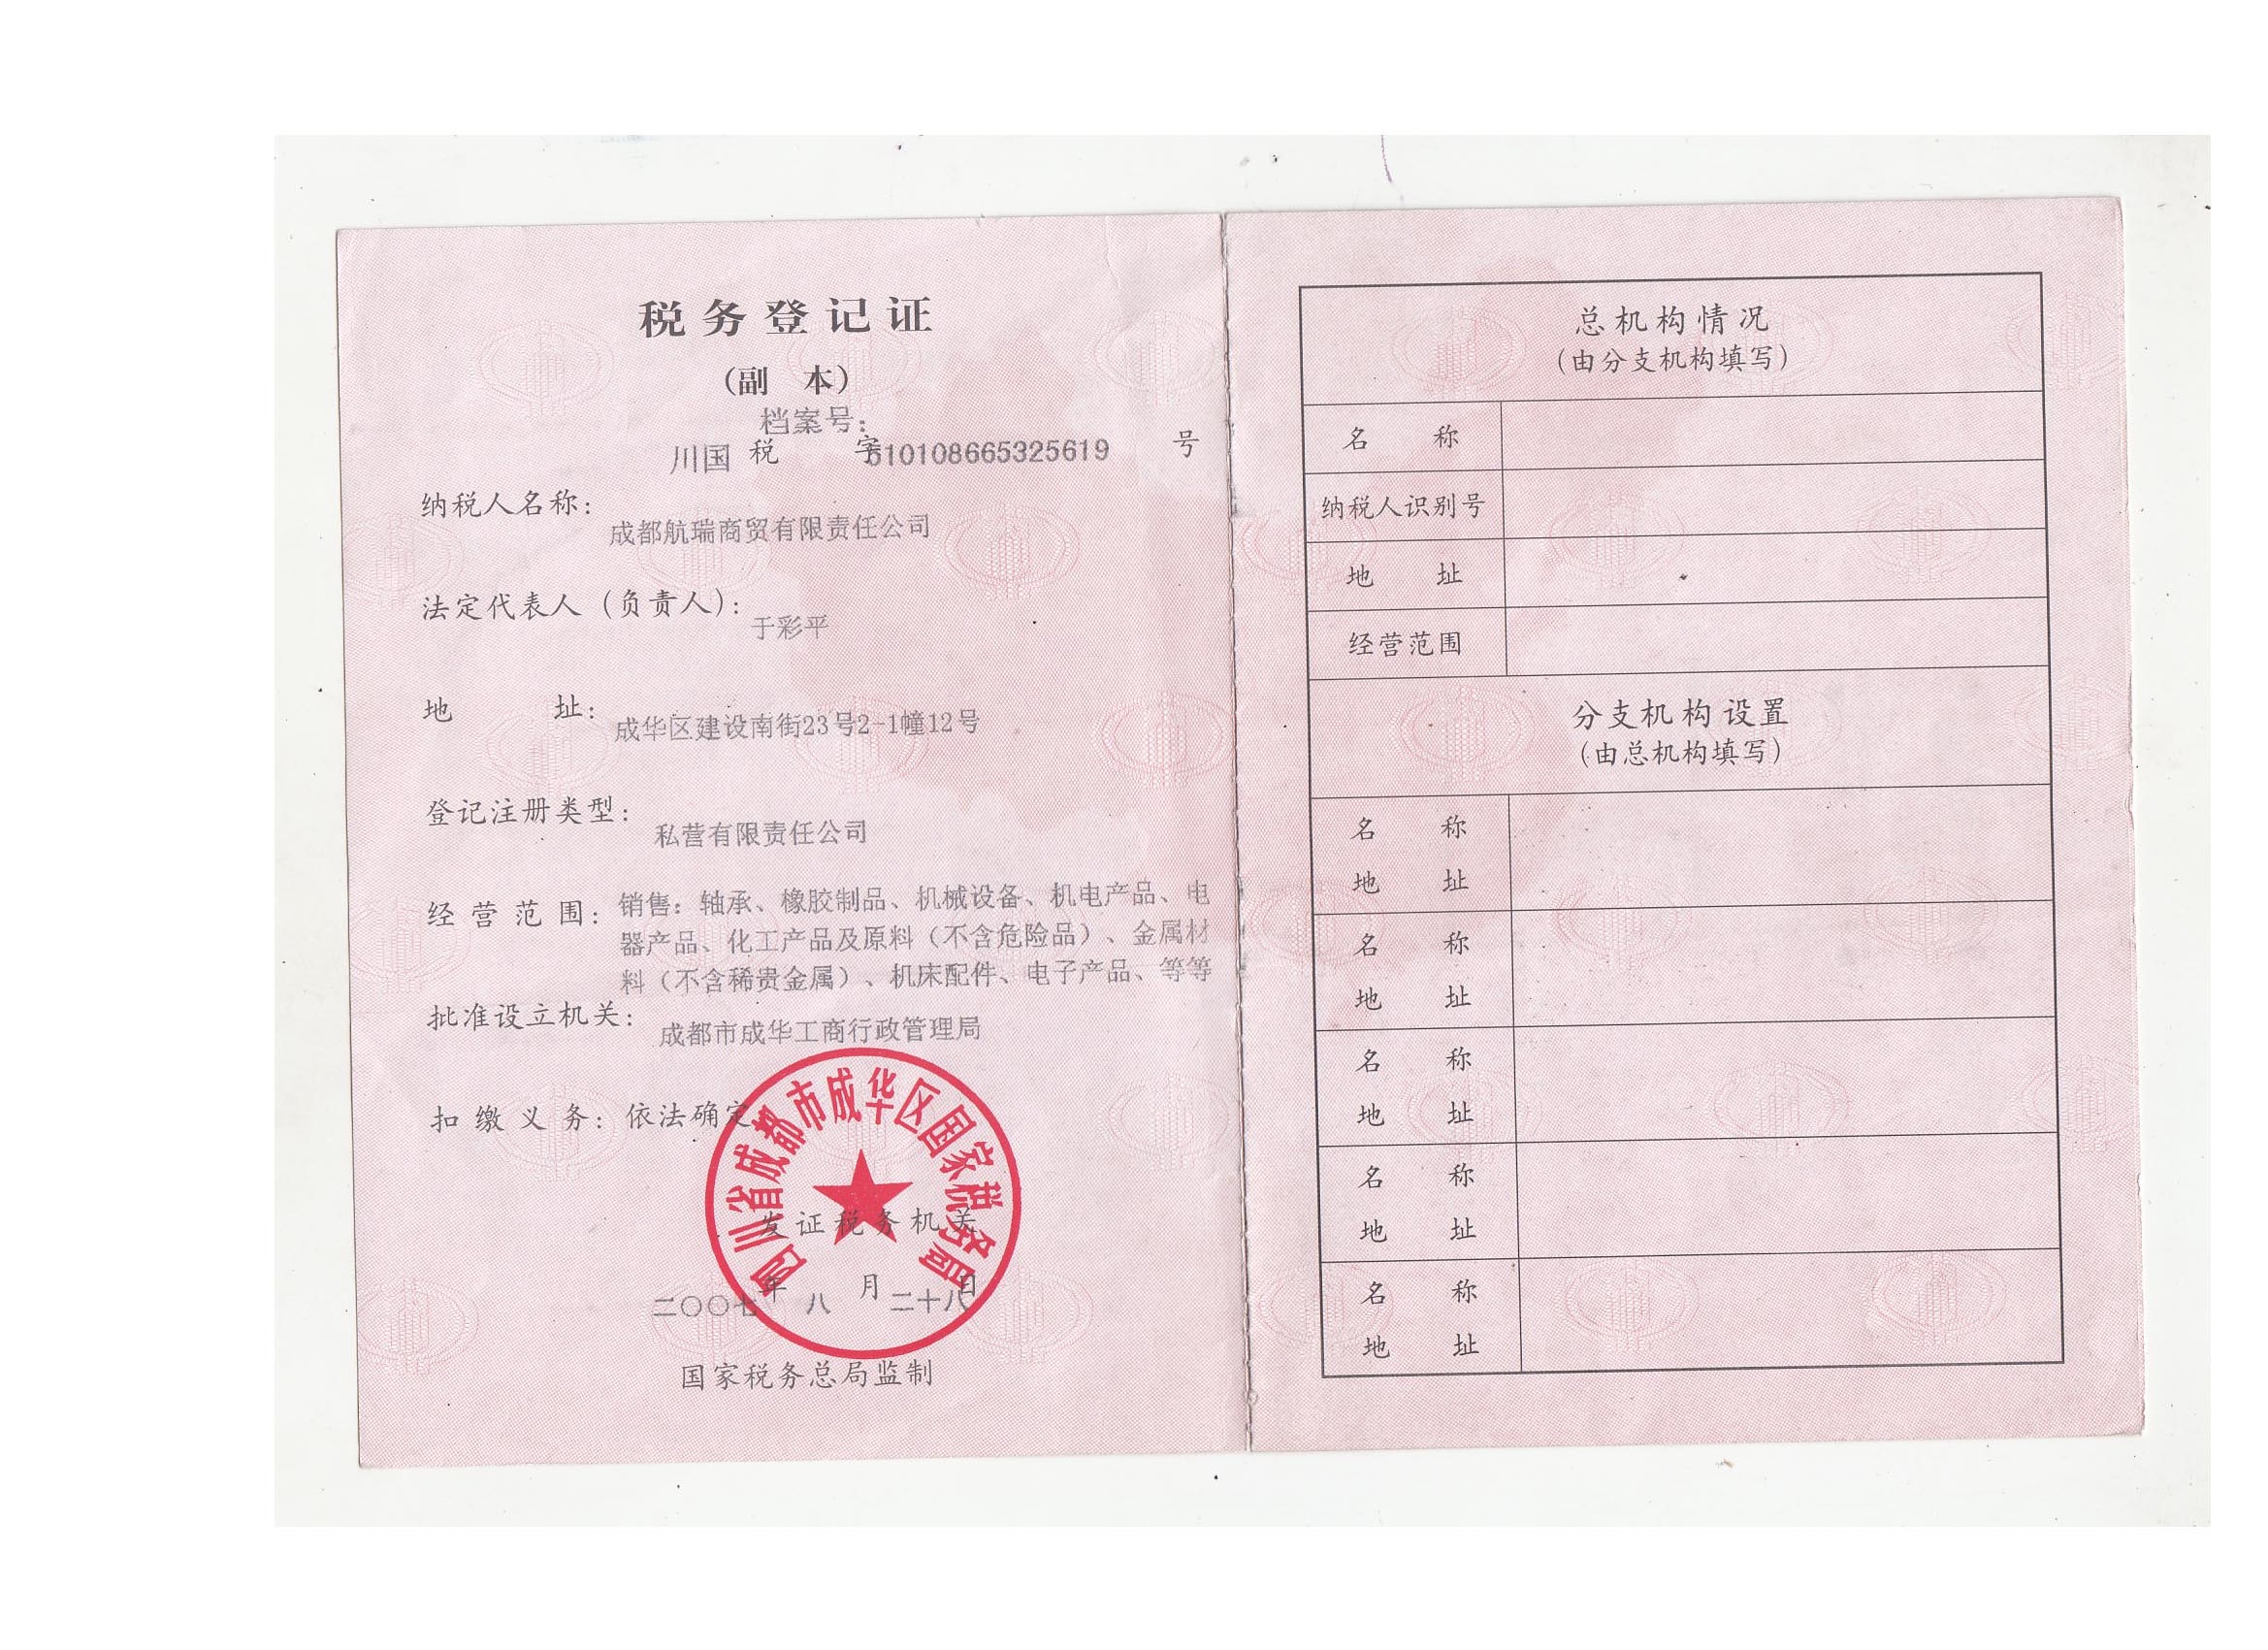 税务登记证
(副 本)
档案号:
川国 税 字510108665325619 号
纳税人名称: 成都航瑞商贸有限责任公司
法定代表人(负责人): 于彩平
地 址: 成华区建设南街23号2-1幢12号
登记注册类型: 私营有限责任公司
经营范围: 销售:轴承、橡胶制品、机械设备、机电产品、电
器产品、化工产品及原料(不含危险品)、金属材
料(不含稀贵金属)、机床配件、电子产品、等等
批准设立机关: 成都市成华工商行政管理局
扣缴义务: 依法确定
四川省成都市成华区国家税务局
发证税务机关
二〇〇七年 八 月 二十八日
国家税务总局监制
总机构情况
(由分支机构填写)
名 称
纳税人识别号
地 址
经营范围
分支机构设置
(由总机构填写)
名 称
地 址
名 称
地 址
名 称
地 址
名 称
地 址
名 称
地 址